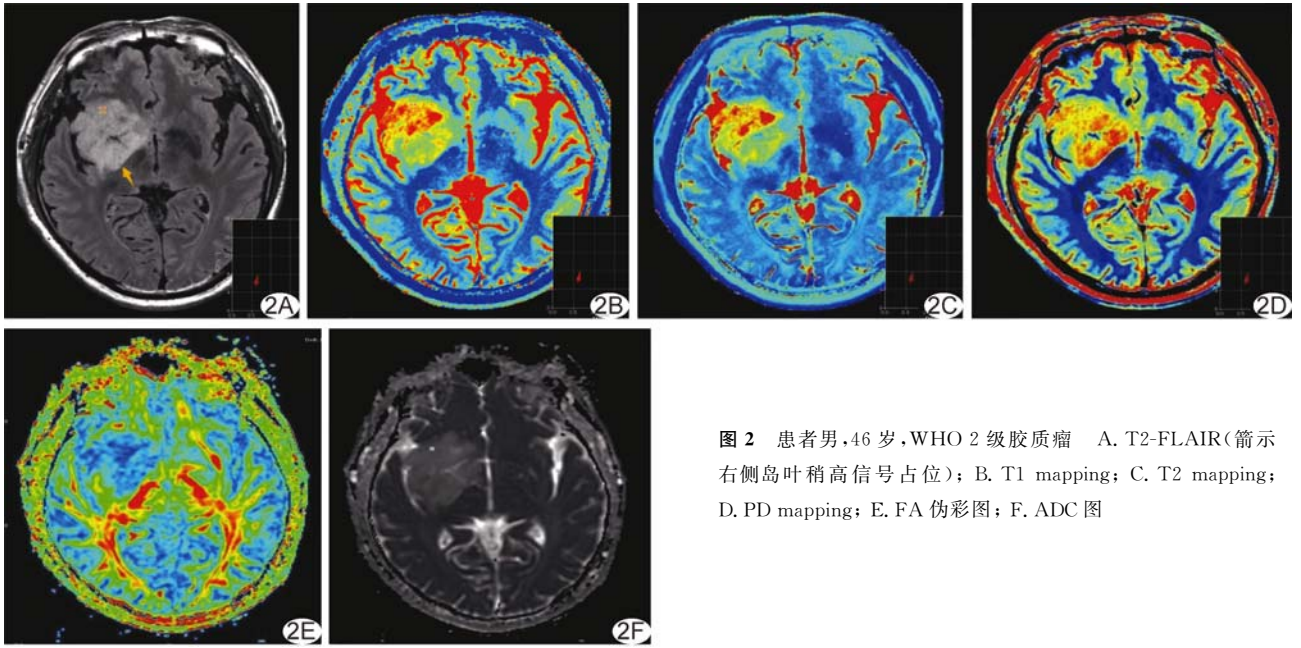 2A
2B
2C
2D
2E
2F
图 2 患者男,46 岁,WHO 2 级胶质瘤 A. T2-FLAIR(箭示
右侧岛叶稍高信号占位); B. T1 mapping; C. T2 mapping;
D. PD mapping; E. FA 伪彩图; F. ADC 图